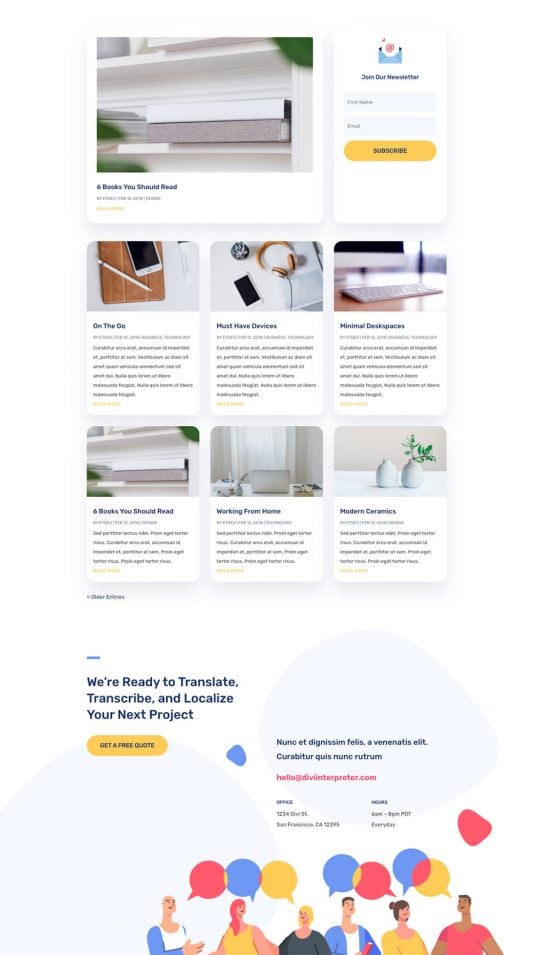 6 Books You Should Read
BY ETDEV | FEB 12, 2018 | DESIGN
READ MORE
@
Join Our Newsletter
First Name
Email
SUBSCRIBE
On The Go
BY ETDEV | FEB 12, 2018 | BUSINESS, TECHNOLOGY
Curabitur arcu erat, accumsan id imperdiet
et, porttitor at sem. Vestibulum ac diam sit
amet quam vehicula elementum sed sit
amet dui. Nulla quis lorem ut libero
malesuada feugiat. Nulla quis lorem ut libero
malesuada feugiat.
READ MORE
Must Have Devices
BY ETDEV | FEB 12, 2018 | BUSINESS, TECHNOLOGY
Curabitur arcu erat, accumsan id imperdiet
et, porttitor at sem. Vestibulum ac diam sit
amet quam vehicula elementum sed sit
amet dui. Nulla quis lorem ut libero
malesuada feugiat. Nulla quis lorem ut libero
malesuada feugiat.
READ MORE
Minimal Deskspaces
BY ETDEV | FEB 12, 2018 | BUSINESS, TECHNOLOGY
Curabitur arcu erat, accumsan id imperdiet
et, porttitor at sem. Vestibulum ac diam sit
amet quam vehicula elementum sed sit
amet dui. Nulla quis lorem ut libero
malesuada feugiat. Nulla quis lorem ut libero
malesuada feugiat.
READ MORE
6 Books You Should Read
BY ETDEV | FEB 12, 2018 | DESIGN
Sed porttitor lectus nibh. Proin eget tortor
risus. Curabitur arcu erat, accumsan id
imperdiet et, porttitor at sem. Proin eget
tortor risus. Proin eget tortor risus.
READ MORE
Working From Home
BY ETDEV | FEB 12, 2018 | TECHNOLOGY
Sed porttitor lectus nibh. Proin eget tortor
risus. Curabitur arcu erat, accumsan id
imperdiet et, porttitor at sem. Proin eget
tortor risus. Proin eget tortor risus.
READ MORE
Modern Ceramics
BY ETDEV | FEB 12, 2018 | DESIGN
Sed porttitor lectus nibh. Proin eget tortor
risus. Curabitur arcu erat, accumsan id
imperdiet et, porttitor at sem. Proin eget
tortor risus. Proin eget tortor risus.
READ MORE
« Older Entries
We're Ready to Translate,
Transcribe, and Localize
Your Next Project
GET A FREE QUOTE
Nunc et dignissim felis, a venenatis elit.
Curabitur quis nunc rutrum
hello@diviinterpreter.com
OFFICE
1234 Divi St.
San Francisco, CA 12395
HOURS
6am – 8pm PDT
Everyday